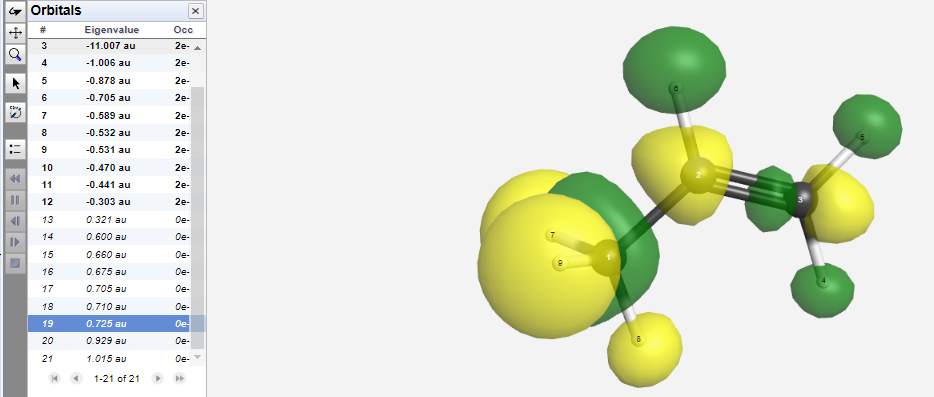 Orbitals
# Eigenvalue Occ
3 -11.007 au 2e-
4 -1.006 au 2e-
5 -0.878 au 2e-
6 -0.705 au 2e-
7 -0.589 au 2e-
8 -0.532 au 2e-
9 -0.531 au 2e-
10 -0.470 au 2e-
11 -0.441 au 2e-
12 -0.303 au 2e-
13 0.321 au 0e-
14 0.600 au 0e-
15 0.660 au 0e-
16 0.675 au 0e-
17 0.705 au 0e-
18 0.710 au 0e-
19 0.725 au 0e-
20 0.929 au 0e-
21 1.015 au 0e-
1-21 of 21
6
5
2
3
7
1
9
4
8